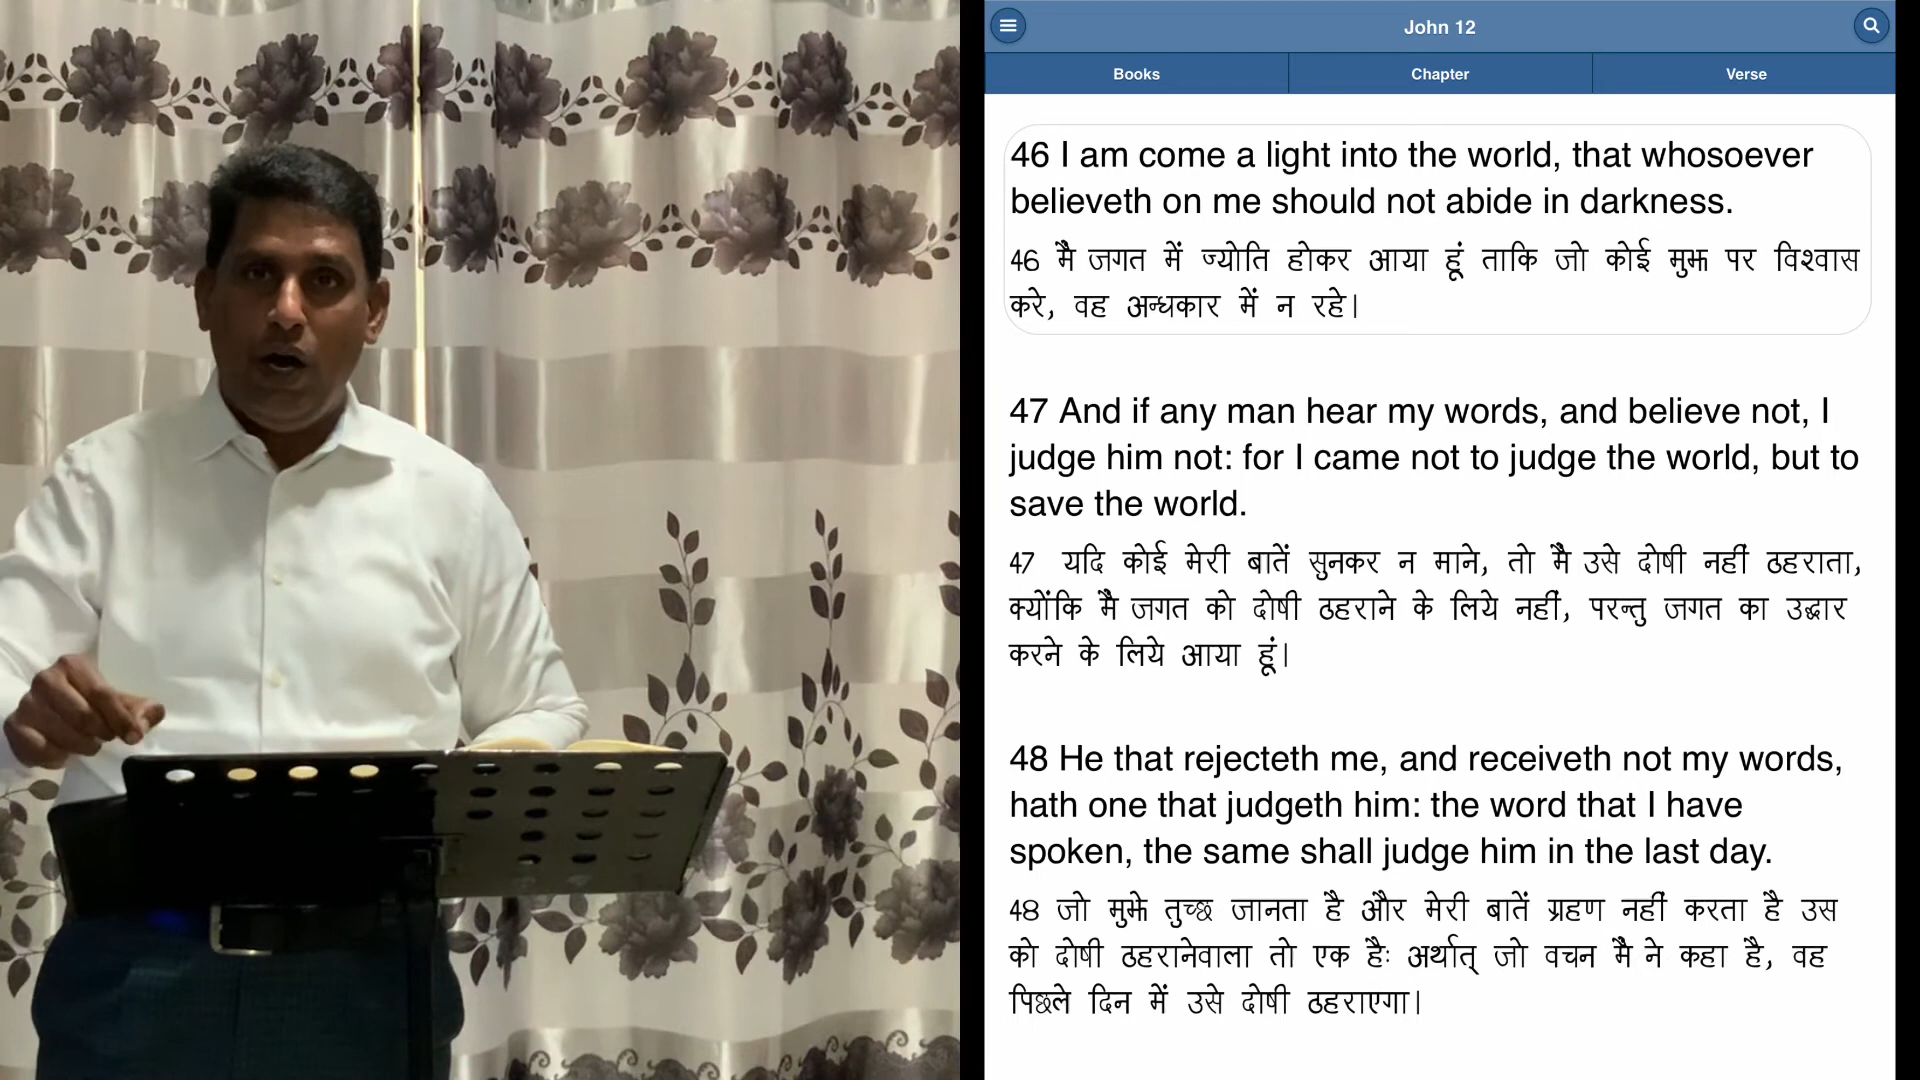 John 12
Books
Chapter
Verse
46 I am come a light into the world, that whosoever
believeth on me should not abide in darkness.
46 मैं जगत में ज्योति होकर आया हूं ताकि जो कोई मुझ पर विश्वास
करे, वह अन्धकार में न रहे।
47 And if any man hear my words, and believe not, I
judge him not: for I came not to judge the world, but to
save the world.
47 यदि कोई मेरी बातें सुनकर न माने, तो मैं उसे दोषी नहीं ठहराता,
क्योंकि मैं जगत को दोषी ठहराने के लिये नहीं, परन्तु जगत का उद्धार
करने के लिये आया हूं।
48 He that rejecteth me, and receiveth not my words,
hath one that judgeth him: the word that I have
spoken, the same shall judge him in the last day.
48 जो मुझे तुच्छ जानता है और मेरी बातें ग्रहण नहीं करता है उस
को दोषी ठहरानेवाला तो एक है: अर्थात् जो वचन मैं ने कहा है, वह
पिछले दिन में उसे दोषी ठहराएगा।